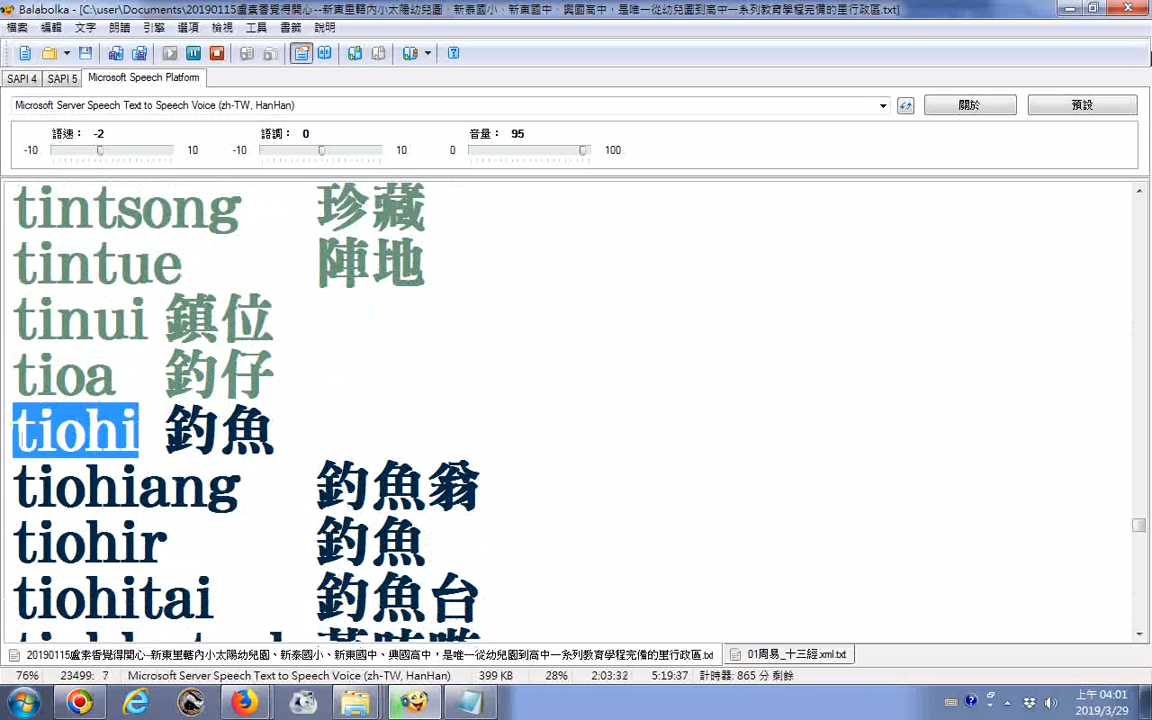 Balabolka - [C:\user\Documents\20190115盧素香覺得開心--新東里轄內小太陽幼兒園、新泰國小、新東國中、興國高中，是唯一從幼兒園到高中一系列教育學程完備的里行政區.txt]
檔案 編輯 文字 朗讀 引擎 選項 檢視 工具 書籤 說明
SAPI 4 SAPI 5 Microsoft Speech Platform
Microsoft Server Speech Text to Speech Voice (zh-TW, HanHan) 關於 預設
語速： -2 語調： 0 音量： 95
-10 10 -10 10 0 100
tintsong 珍藏
tintue 陣地
tinui 鎮位
tioa 釣仔
tiohi 釣魚
tiohiang 釣魚翁
tiohir 釣魚
tiohitai 釣魚台
20190115盧素香覺得開心--新東里轄內小太陽幼兒園、新泰國小、新東國中、興國高中，是唯一從幼兒園到高中一系列教育學程完備的里行政區.txt 01周易_十三經.xml.txt
76% 23499: 7 Microsoft Server Speech Text to Speech Voice (zh-TW, HanHan) 399 KB 28% 2:03:32 5:19:37 計時器: 865 分 剩餘
上午 04:01
2019/3/29